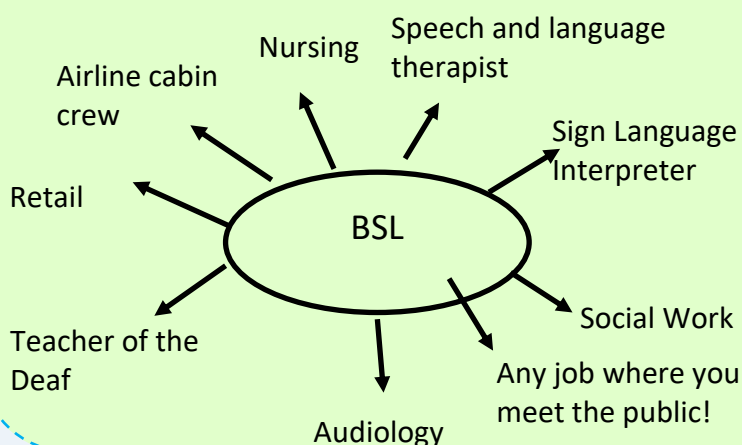 Nursing
Speech and language
therapist
Airline cabin
crew
Sign Language
Interpreter
Retail
BSL
Social Work
Teacher of the
Deaf
Any job where you
meet the public!
Audiology